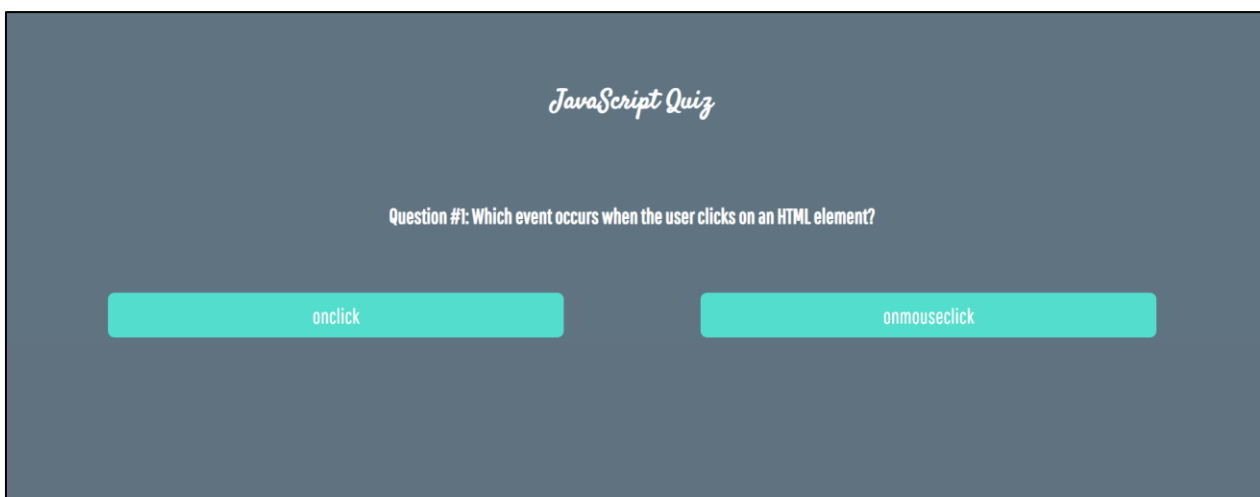 JavaScript Quiz
Question #1: Which event occurs when the user clicks on an HTML element?
onclick
onmouseclick